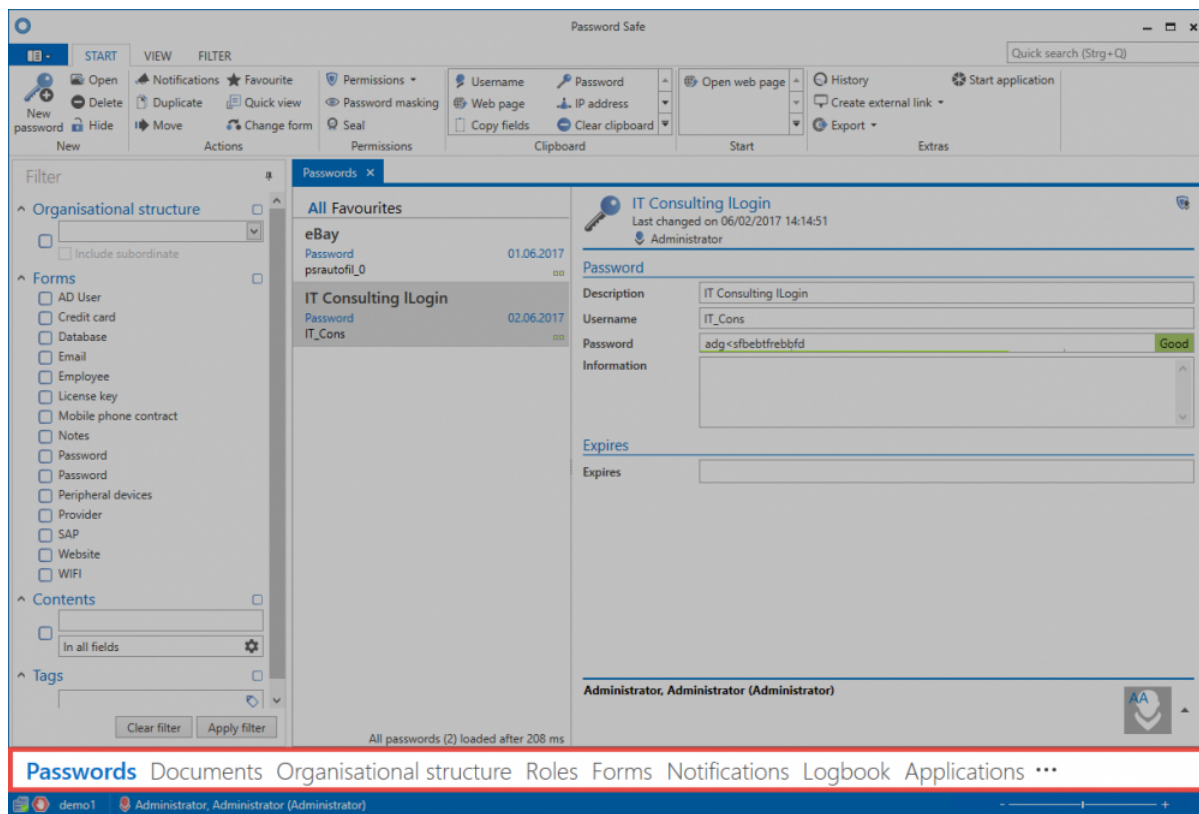 Password Safe
START VIEW FILTER
Quick search (Strg+Q)
New password
Open
Delete
Hide
New
Notifications
Favourite
Duplicate
Quick view
Move
Change form
Actions
Permissions
Password masking
Seal
Permissions
Username
Password
Web page
IP address
Copy fields
Clear clipboard
Clipboard
Open web page
Start
History
Start application
Create external link
Export
Extras
Filter
Organisational structure
Include subordinate
Forms
AD User
Credit card
Database
Email
Employee
License key
Mobile phone contract
Notes
Password
Password
Peripheral devices
Provider
SAP
Website
WIFI
Contents
In all fields
Tags
Clear filter
Apply filter
Passwords
All Favourites
eBay
Password 01.06.2017
psrautofil_0
IT Consulting lLogin
Password 02.06.2017
IT_Cons
All passwords (2) loaded after 208 ms
IT Consulting lLogin
Last changed on 06/02/2017 14:14:51
Administrator
Password
Description IT Consulting lLogin
Username IT_Cons
Password adg<sfbebtfrebbfd Good
Information
Expires
Expires
Administrator, Administrator (Administrator)
AA
Passwords Documents Organisational structure Roles Forms Notifications Logbook Applications •••
demo1 Administrator, Administrator (Administrator)